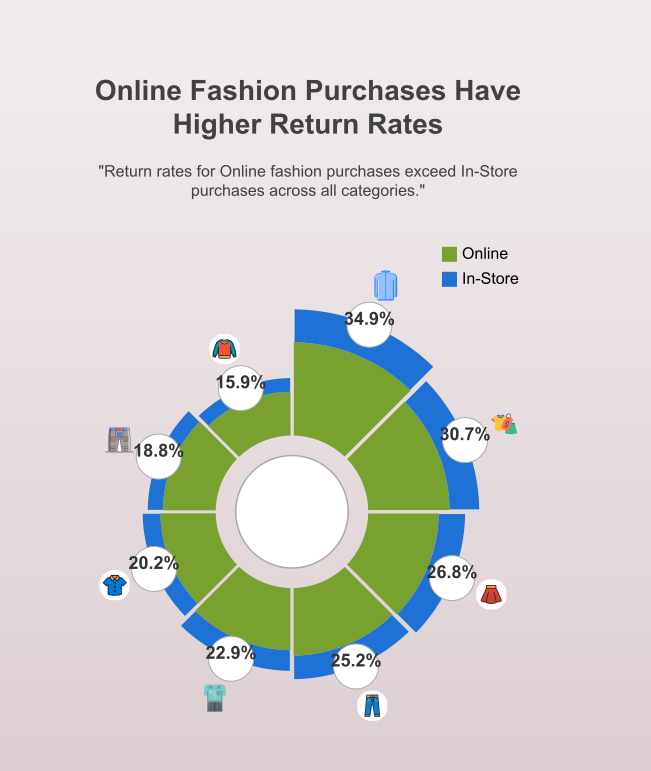 Online Fashion Purchases Have
Higher Return Rates
"Return rates for Online fashion purchases exceed In-Store
purchases across all categories."
Online
In-Store
34.9%
15.9%
30.7%
18.8%
26.8%
20.2%
22.9%
25.2%